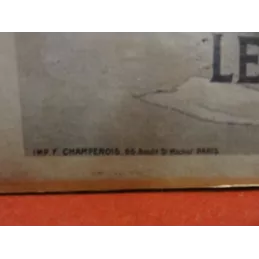 LE
IMP. F. CHAMPENOIS, 66, Boulᵈ Sᵗ Michel PARIS